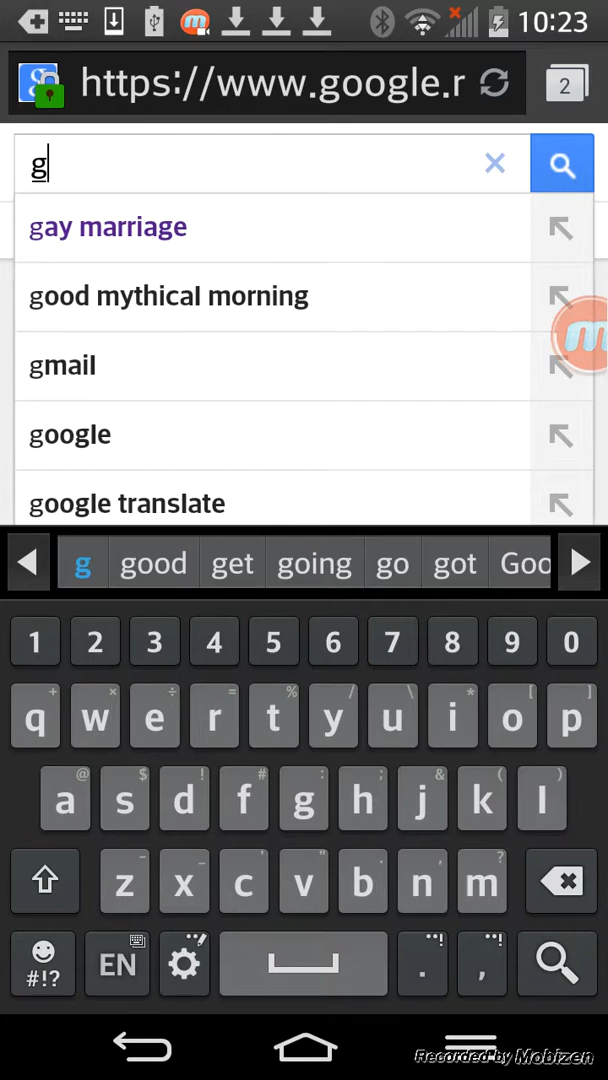 10:23
https://www.google.r
2
g
gay marriage
good mythical morning
gmail
google
google translate
g good get going go got Goo
1 2 3 4 5 6 7 8 9 0
+ × ÷ = % / \ * [ ]
q w e r t y u i o p
@ $ ! # : ; & ( )
a s d f g h j k l
- _ ' " . , ?
z x c v b n m
#!? EN . ,
Recorded by Mobizen